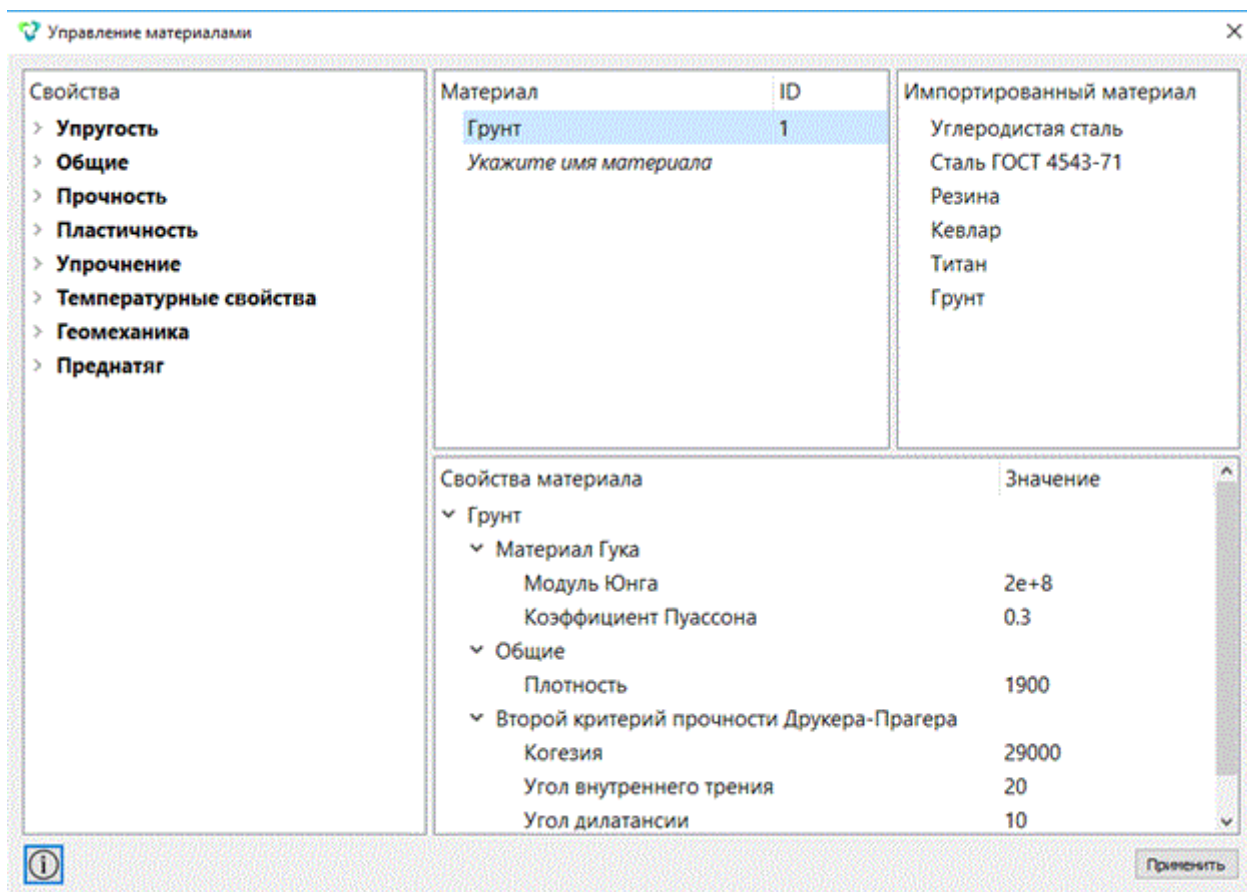 Управление материалами
Свойства
Упругость
Общие
Прочность
Пластичность
Упрочнение
Температурные свойства
Геомеханика
Преднатяг
Материал ID
Грунт 1
Укажите имя материала
Импортированный материал
Углеродистая сталь
Сталь ГОСТ 4543-71
Резина
Кевлар
Титан
Грунт
Свойства материала Значение
Грунт
Материал Гука
Модуль Юнга 2e+8
Коэффициент Пуассона 0.3
Общие
Плотность 1900
Второй критерий прочности Друкера-Прагера
Когезия 29000
Угол внутреннего трения 20
Угол дилатансии 10
Применить